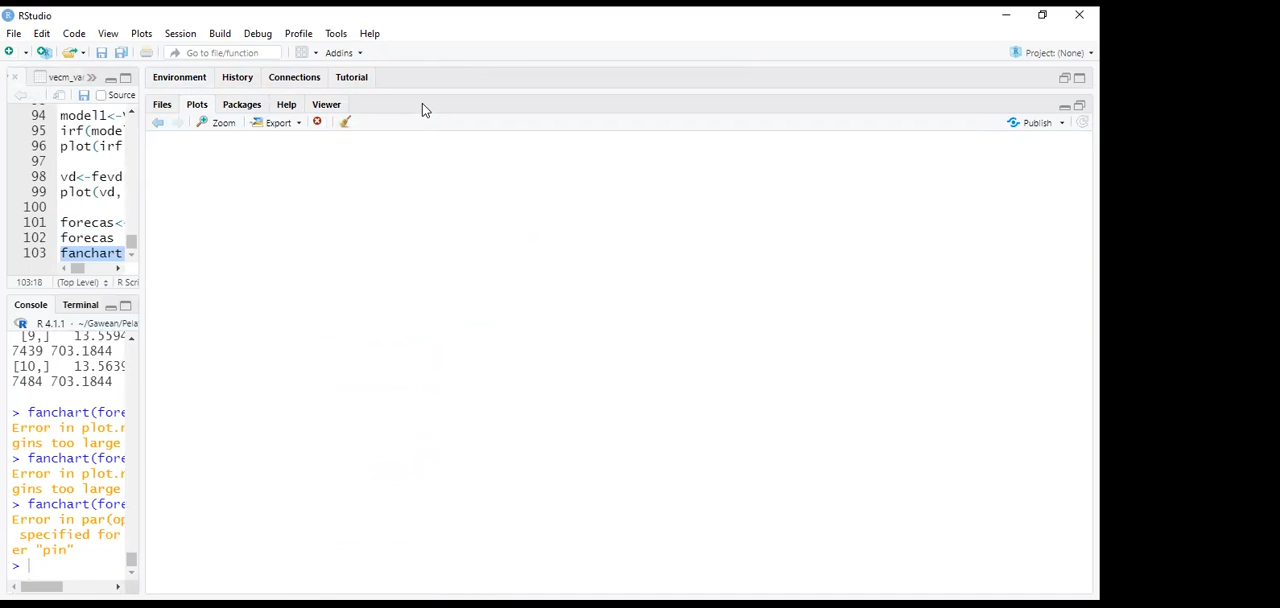 RStudio
File Edit Code View Plots Session Build Debug Profile Tools Help
Go to file/function Addins Project: (None)
vecm_va
Environment History Connections Tutorial
Source
Files Plots Packages Help Viewer
Zoom Export Publish
94 model1<-
95 irf(mode
96 plot(irf
97
98 vd<-fevd
99 plot(vd,
100
101 forecas<
102 forecas
103 fanchart
103:18 (Top Level) R Scri
Console Terminal
R 4.1.1 · ~/Gawean/Pela
[9,] 13.5594
7439 703.1844
[10,] 13.5639
7484 703.1844
> fanchart(fore
Error in plot.n
gins too large
> fanchart(fore
Error in plot.n
gins too large
> fanchart(fore
Error in par(op
specified for
er "pin"
>